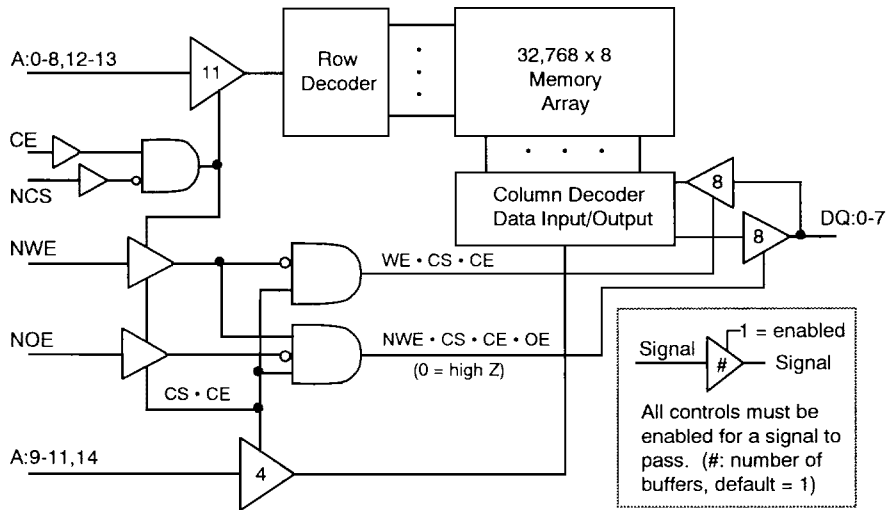 A:0-8,12-13
11
Row
Decoder
32,768 x 8
Memory
Array
CE
NCS
Column Decoder
Data Input/Output
8
8
DQ:0-7
NWE
WE • CS • CE
NOE
NWE • CS • CE • OE
(0 = high Z)
CS • CE
A:9-11,14
4
1 = enabled
Signal
#
Signal
All controls must be
enabled for a signal to
pass. (#: number of
buffers, default = 1)